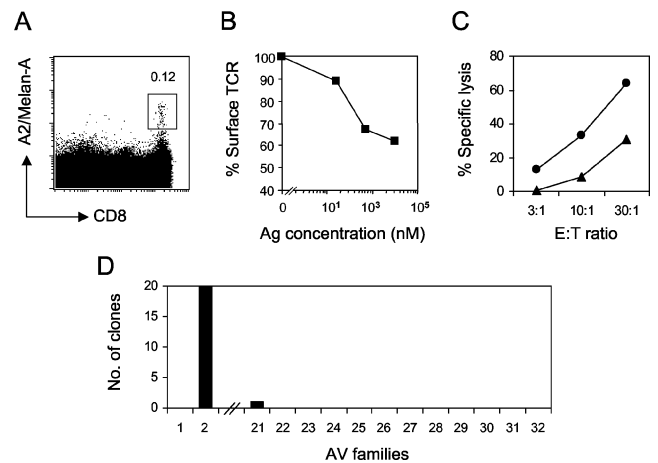 A
A2/Melan-A
0.12
CD8
B
% Surface TCR
100
90
80
70
60
50
40
0 10¹ 10³ 10⁵
Ag concentration (nM)
C
% Specific lysis
80
60
40
20
0
3:1 10:1 30:1
E:T ratio
D
No. of clones
20
15
10
5
0
1 2 21 22 23 24 25 26 27 28 29 30 31 32
AV families